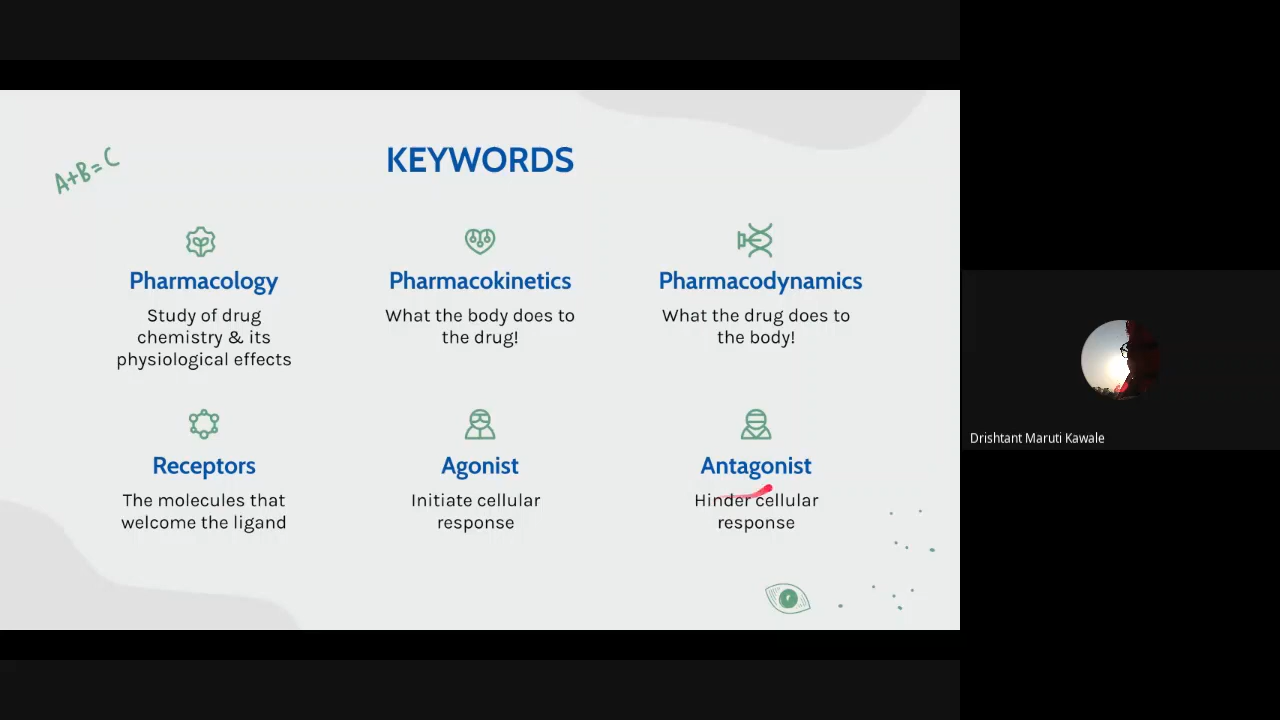 A+B=C
KEYWORDS
Pharmacology
Study of drug
chemistry & its
physiological effects
Pharmacokinetics
What the body does to
the drug!
Pharmacodynamics
What the drug does to
the body!
Receptors
The molecules that
welcome the ligand
Agonist
Initiate cellular
response
Antagonist
Hinder cellular
response
Drishtant Maruti Kawale